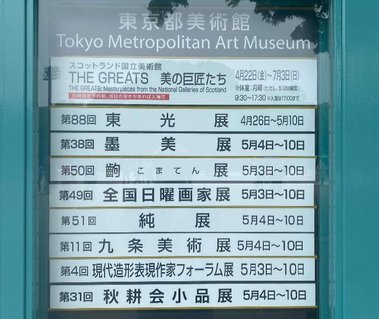 東京都美術館
Tokyo Metropolitan Art Museum
スコットランド国立美術館
THE GREATS 美の巨匠たち
THE GREATS: Masterpieces from the National Galleries of Scotland
4月22日(金)~7月3日(日)
9:30~17:30
第88回 東光展 4月26日~5月10日
第38回 墨美展 5月4日~10日
第50回 齣展 こまてん 5月3日~10日
第49回 全国日曜画家展 5月3日~10日
第51回 純展 5月4日~10日
第11回 九条美術展 5月4日~10日
第4回 現代造形表現作家フォーラム展 5月3日~10日
第31回 秋耕会小品展 5月4日~10日